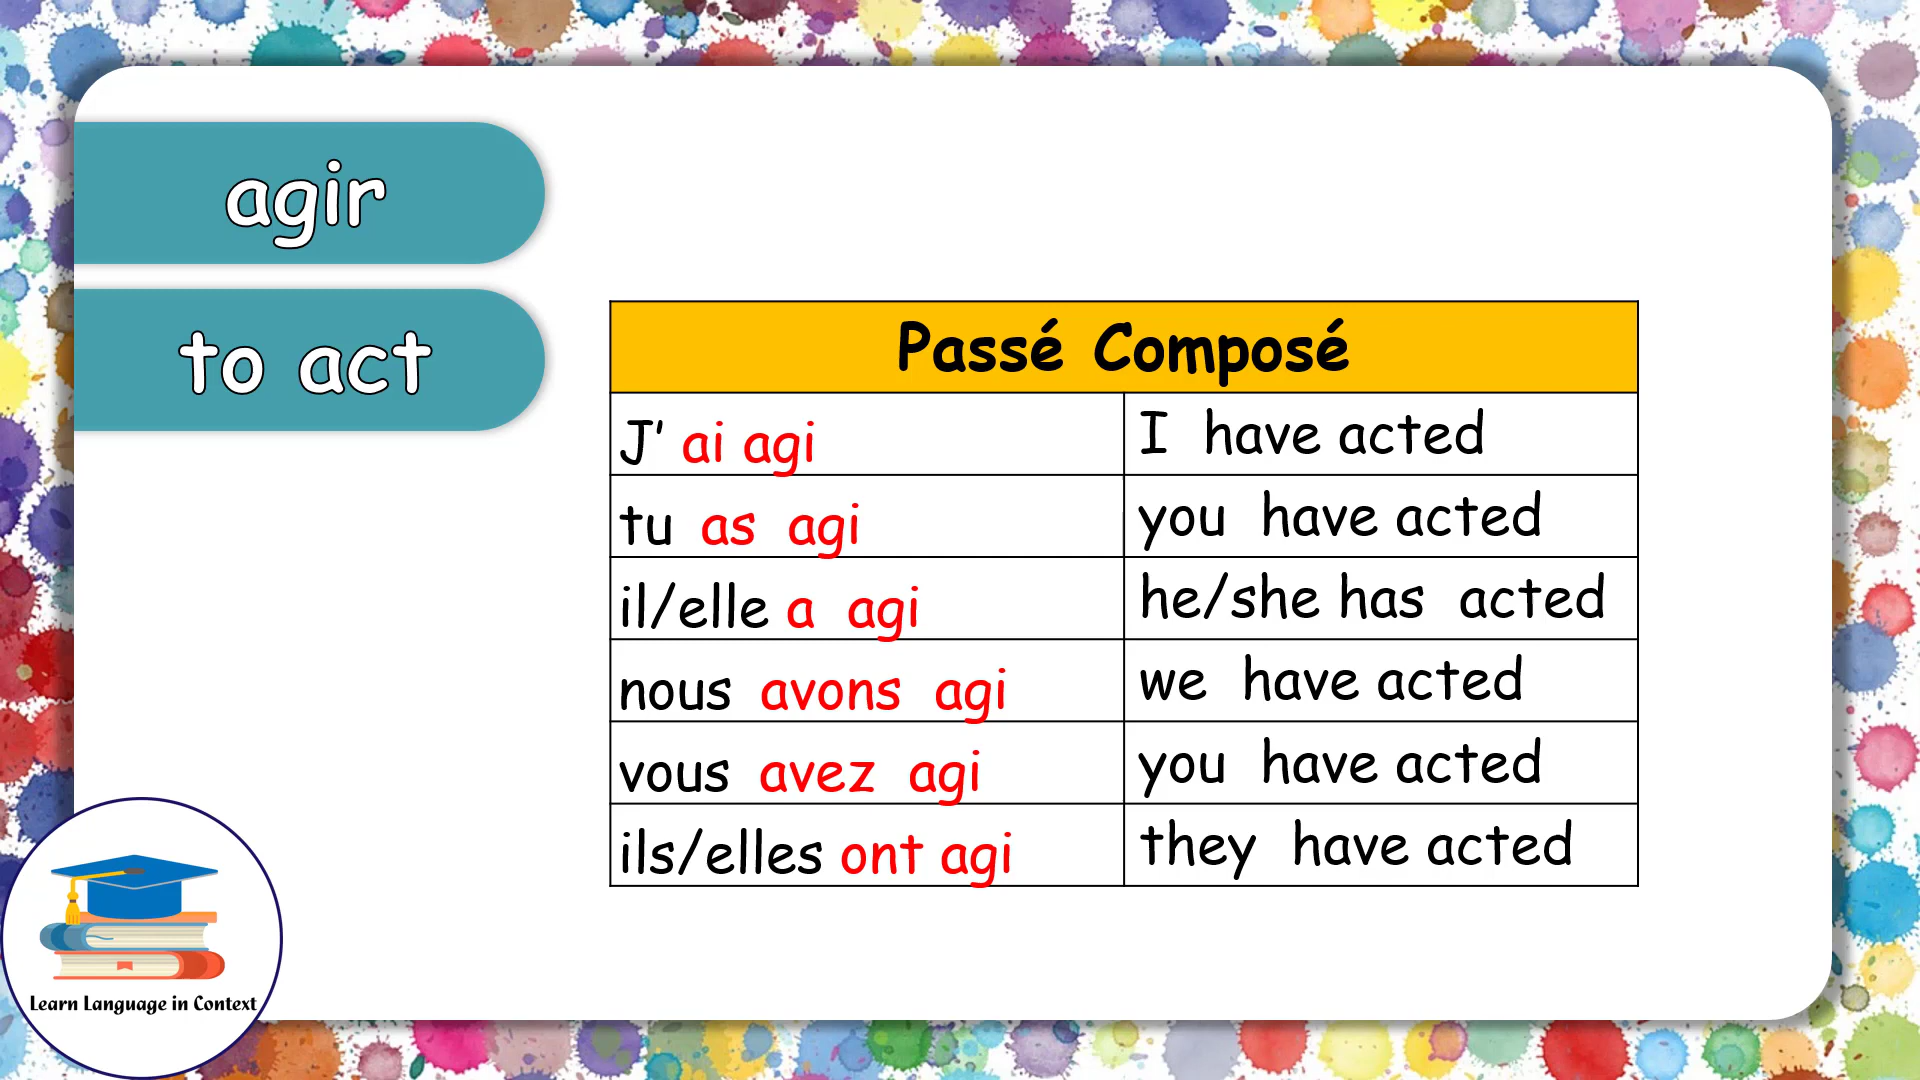 agir
to act
Passé Composé
J' ai agi I have acted
tu as agi you have acted
il/elle a agi he/she has acted
nous avons agi we have acted
vous avez agi you have acted
ils/elles ont agi they have acted
Learn Language in Context